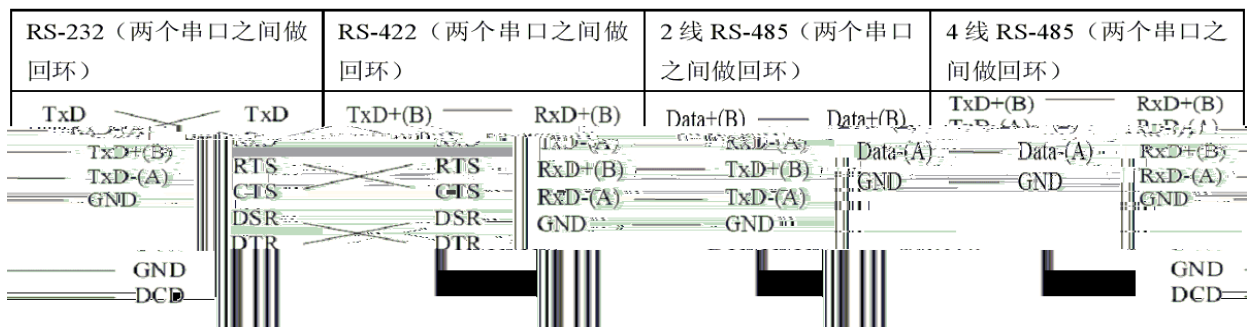 RS-232（两个串口之间做
回环）
RS-422（两个串口之间做
回环）
2 线 RS-485（两个串口
之间做回环）
4 线 RS-485（两个串口之
间做回环）
TxD TxD
TxD+(B) RxD+(B)
Data+(B) Data+(B)
TxD+(B) RxD+(B)
TxD+(B)
TxD-(A)
GND
RTS RTS
CTS CTS
DSR DSR
DTR DTR
RxD+(B) TxD+(B)
RxD-(A) TxD-(A)
GND GND
Data-(A) Data-(A)
GND GND
RxD+(B)
RxD-(A)
GND
GND
DCD
GND
DCD